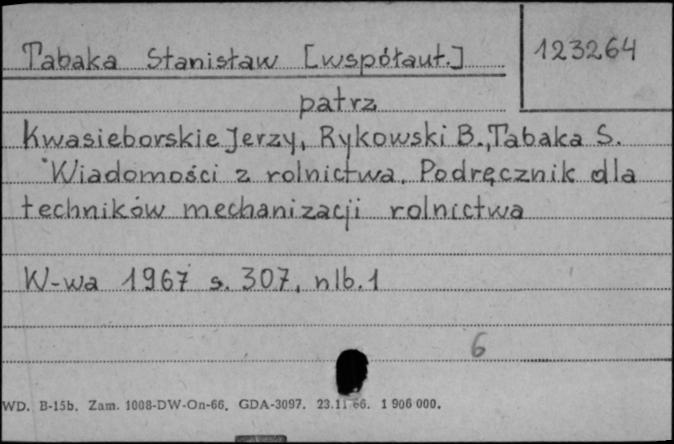 Tabaka Stanisław [współaut.]
123264
patrz
Kwasieborskie Jerzy, Rykowski B., Tabaka S.
Wiadomości z rolnictwa. Podręcznik dla
techników mechanizacji rolnictwa
W-wa 1967 s. 307, nlb. 1
6
WD. B-15b. Zam. 1008-DW-On-66. GDA-3097. 23.11.66. 1 906 000.